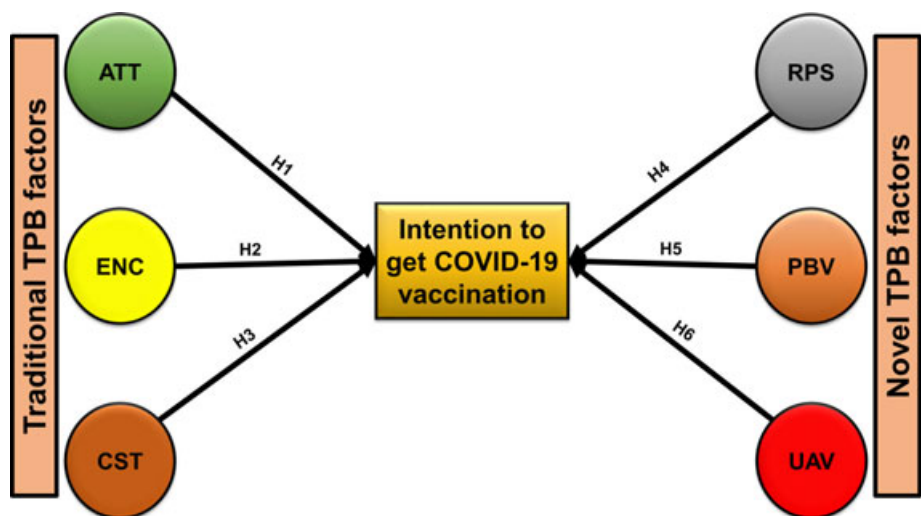 Traditional TPB factors
ATT
ENC
CST
H1
H2
H3
Intention to
get COVID-19
vaccination
H4
H5
H6
RPS
PBV
UAV
Novel TPB factors